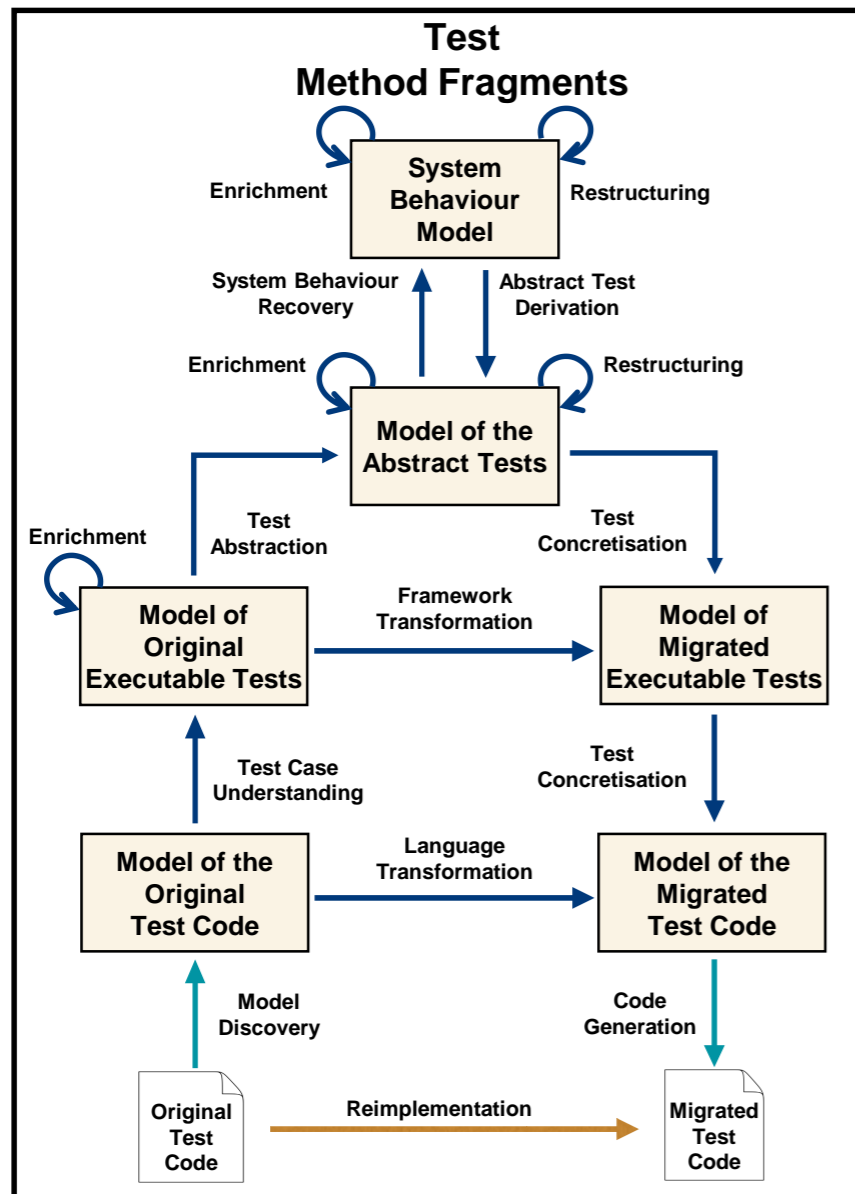 Test
Method Fragments
Enrichment
System
Behaviour
Model
Restructuring
System Behaviour
Recovery
Abstract Test
Derivation
Enrichment
Restructuring
Model of the
Abstract Tests
Test
Abstraction
Test
Concretisation
Enrichment
Model of
Original
Executable Tests
Framework
Transformation
Model of
Migrated
Executable Tests
Test Case
Understanding
Test
Concretisation
Model of the
Original
Test Code
Language
Transformation
Model of the
Migrated
Test Code
Model
Discovery
Code
Generation
Original
Test
Code
Reimplementation
Migrated
Test
Code